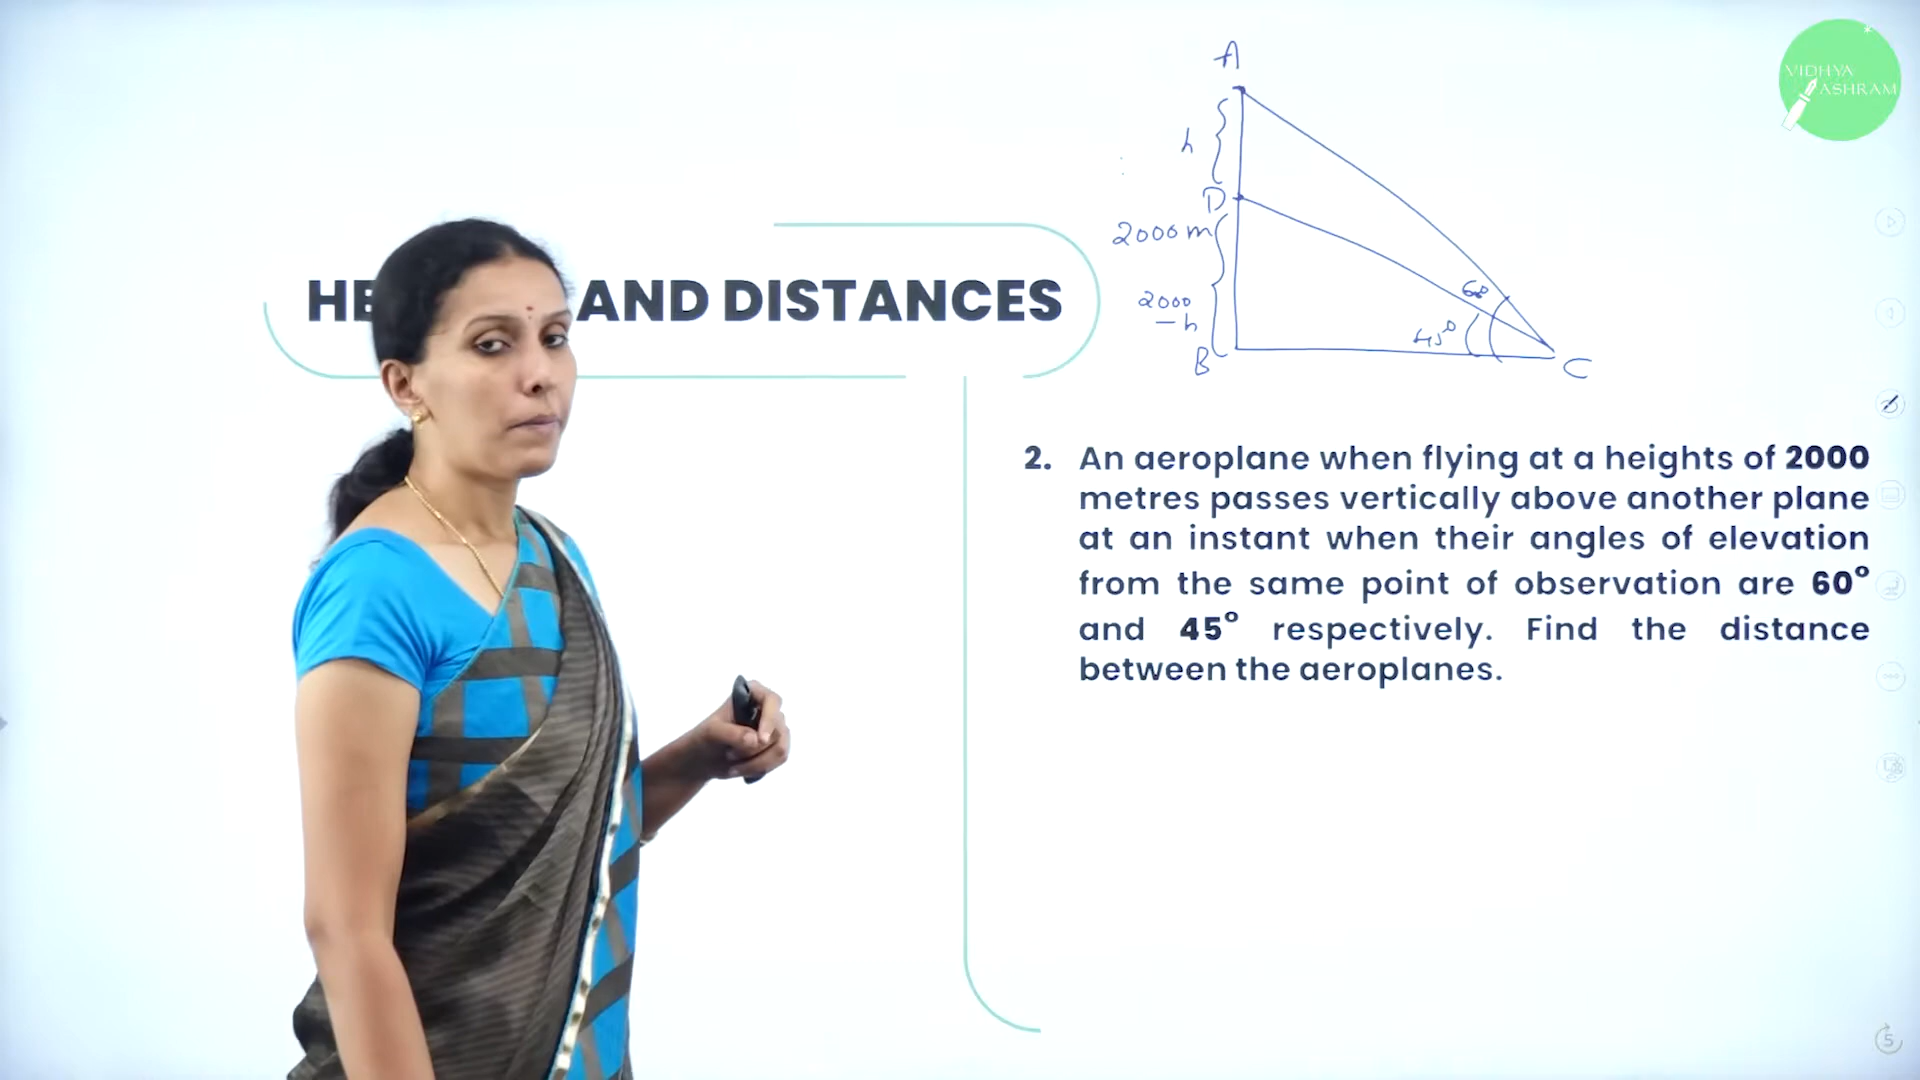 VIDHYA
ASHRAM
A
h
D
2000 m
2000
- h
B
60
45°
C
HE AND DISTANCES
2. An aeroplane when flying at a heights of 2000
metres passes vertically above another plane
at an instant when their angles of elevation
from the same point of observation are 60°
and 45° respectively. Find the distance
between the aeroplanes.
5